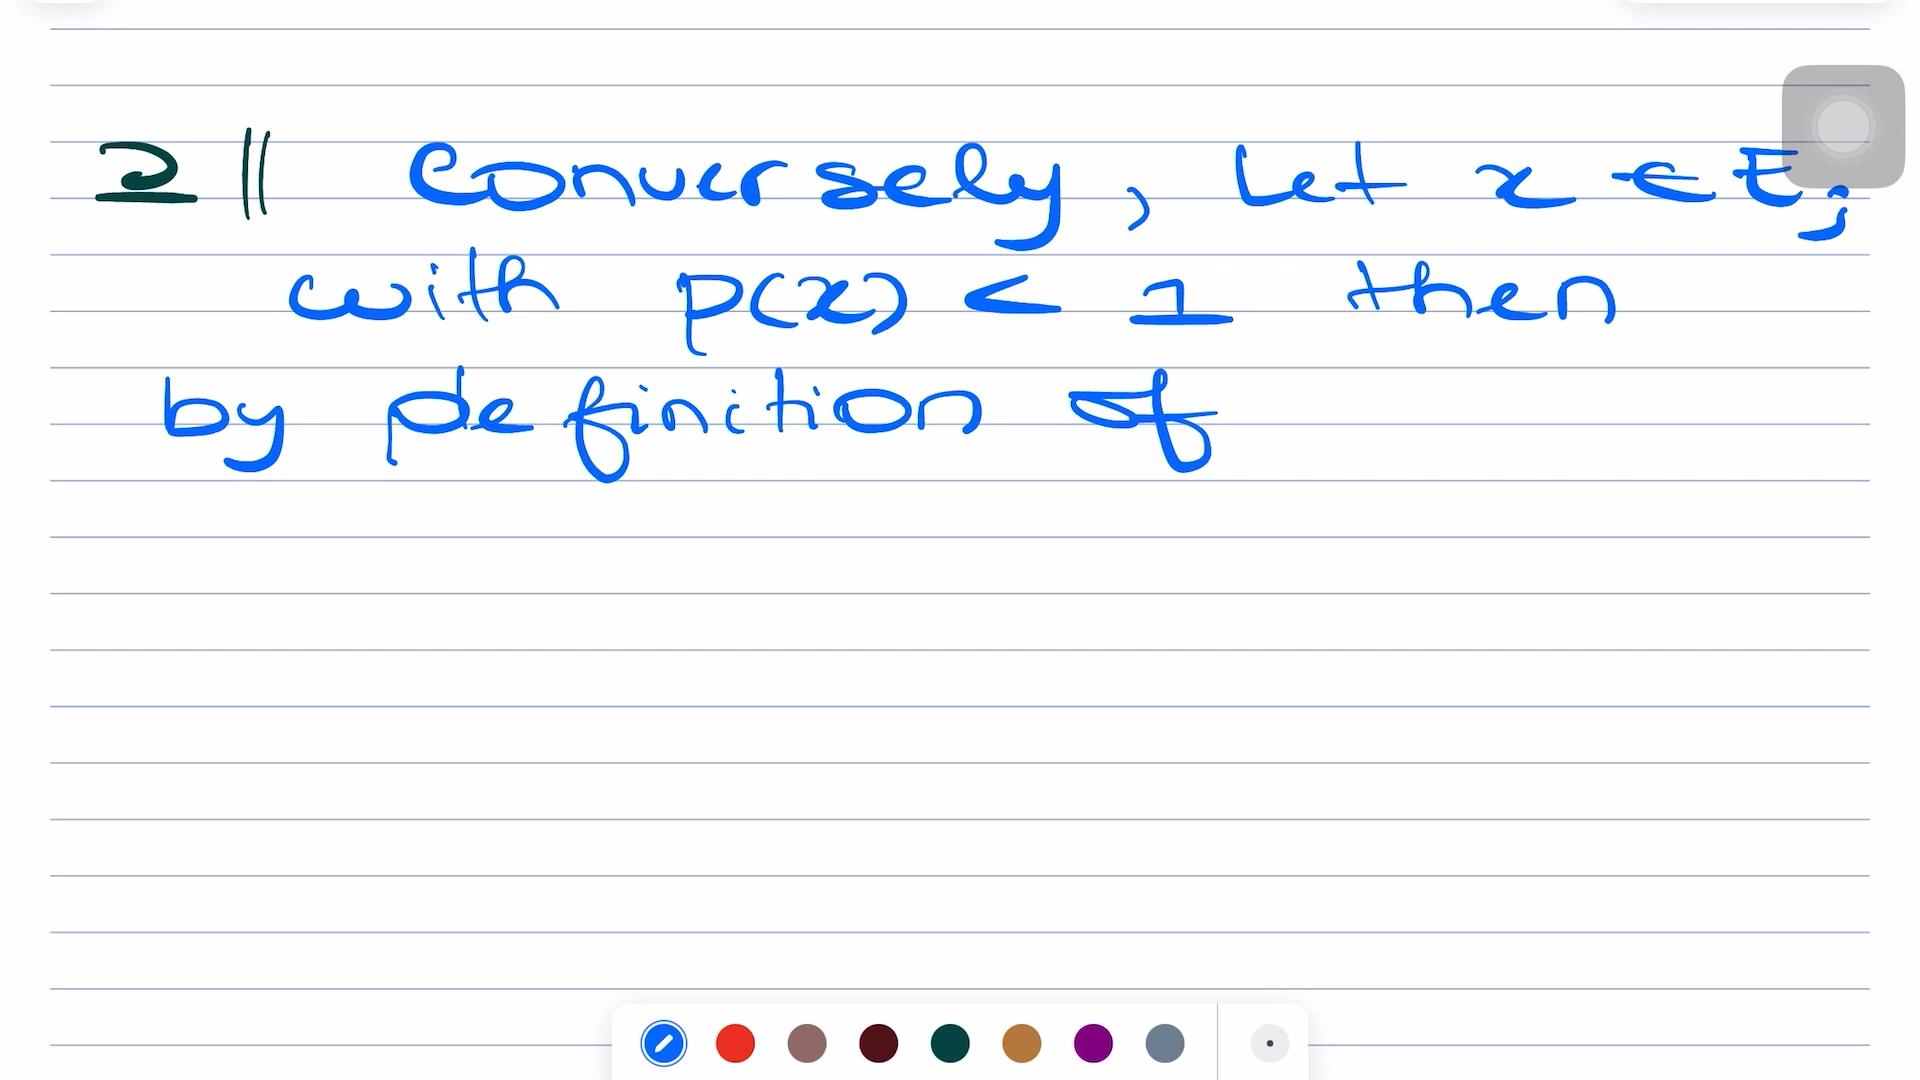 2 || Conversely, Let x ∈ E;
with p(x) < 1 then
by definition of